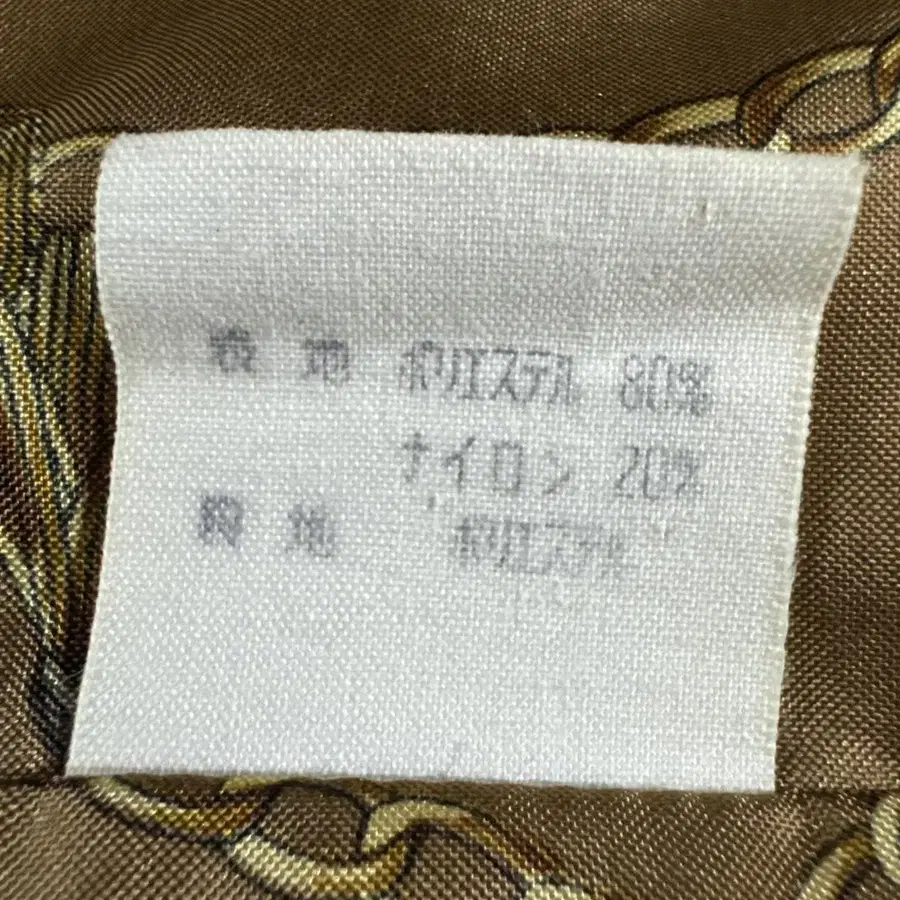 表 地 ポリエステル 80%
ナイロン 20%
裏 地 ポリエステル